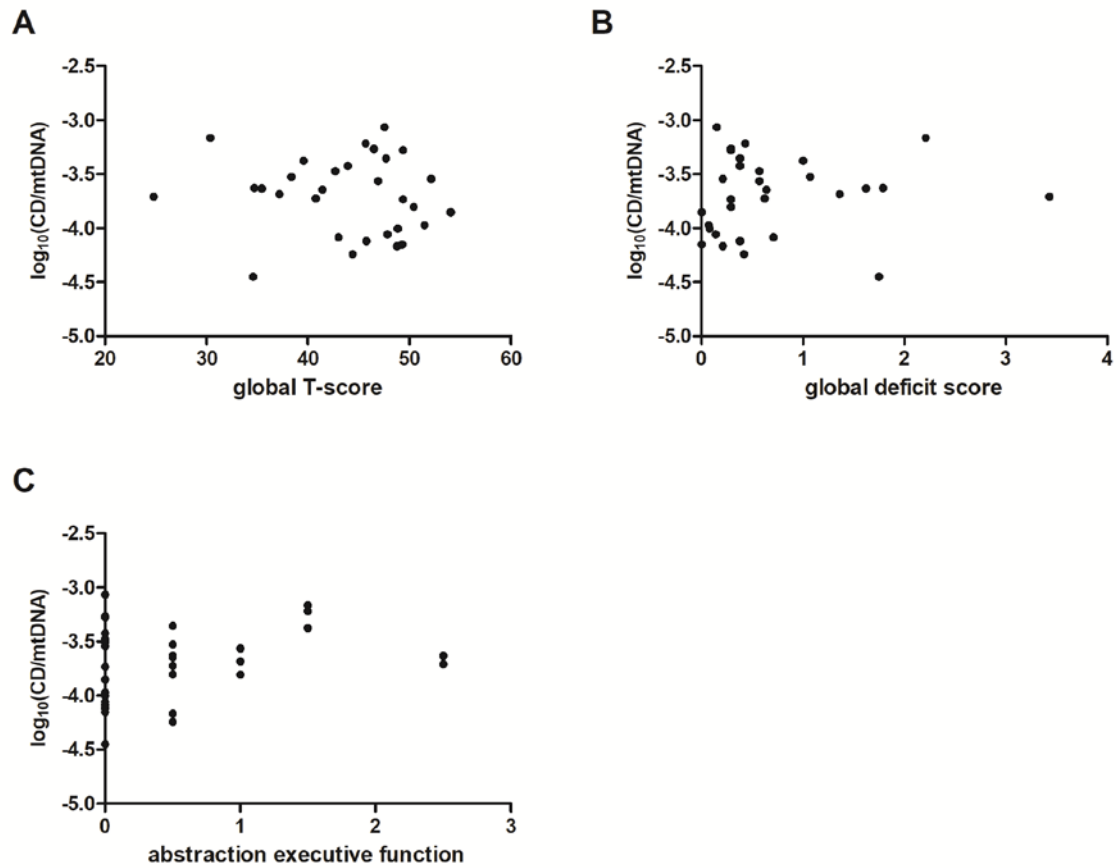 A
-2.5
-3.0
-3.5
-4.0
-4.5
-5.0
log₁₀(CD/mtDNA)
20 30 40 50 60
global T-score
B
-2.5
-3.0
-3.5
-4.0
-4.5
-5.0
log₁₀(CD/mtDNA)
0 1 2 3 4
global deficit score
C
-2.5
-3.0
-3.5
-4.0
-4.5
-5.0
log₁₀(CD/mtDNA)
0 1 2 3
abstraction executive function